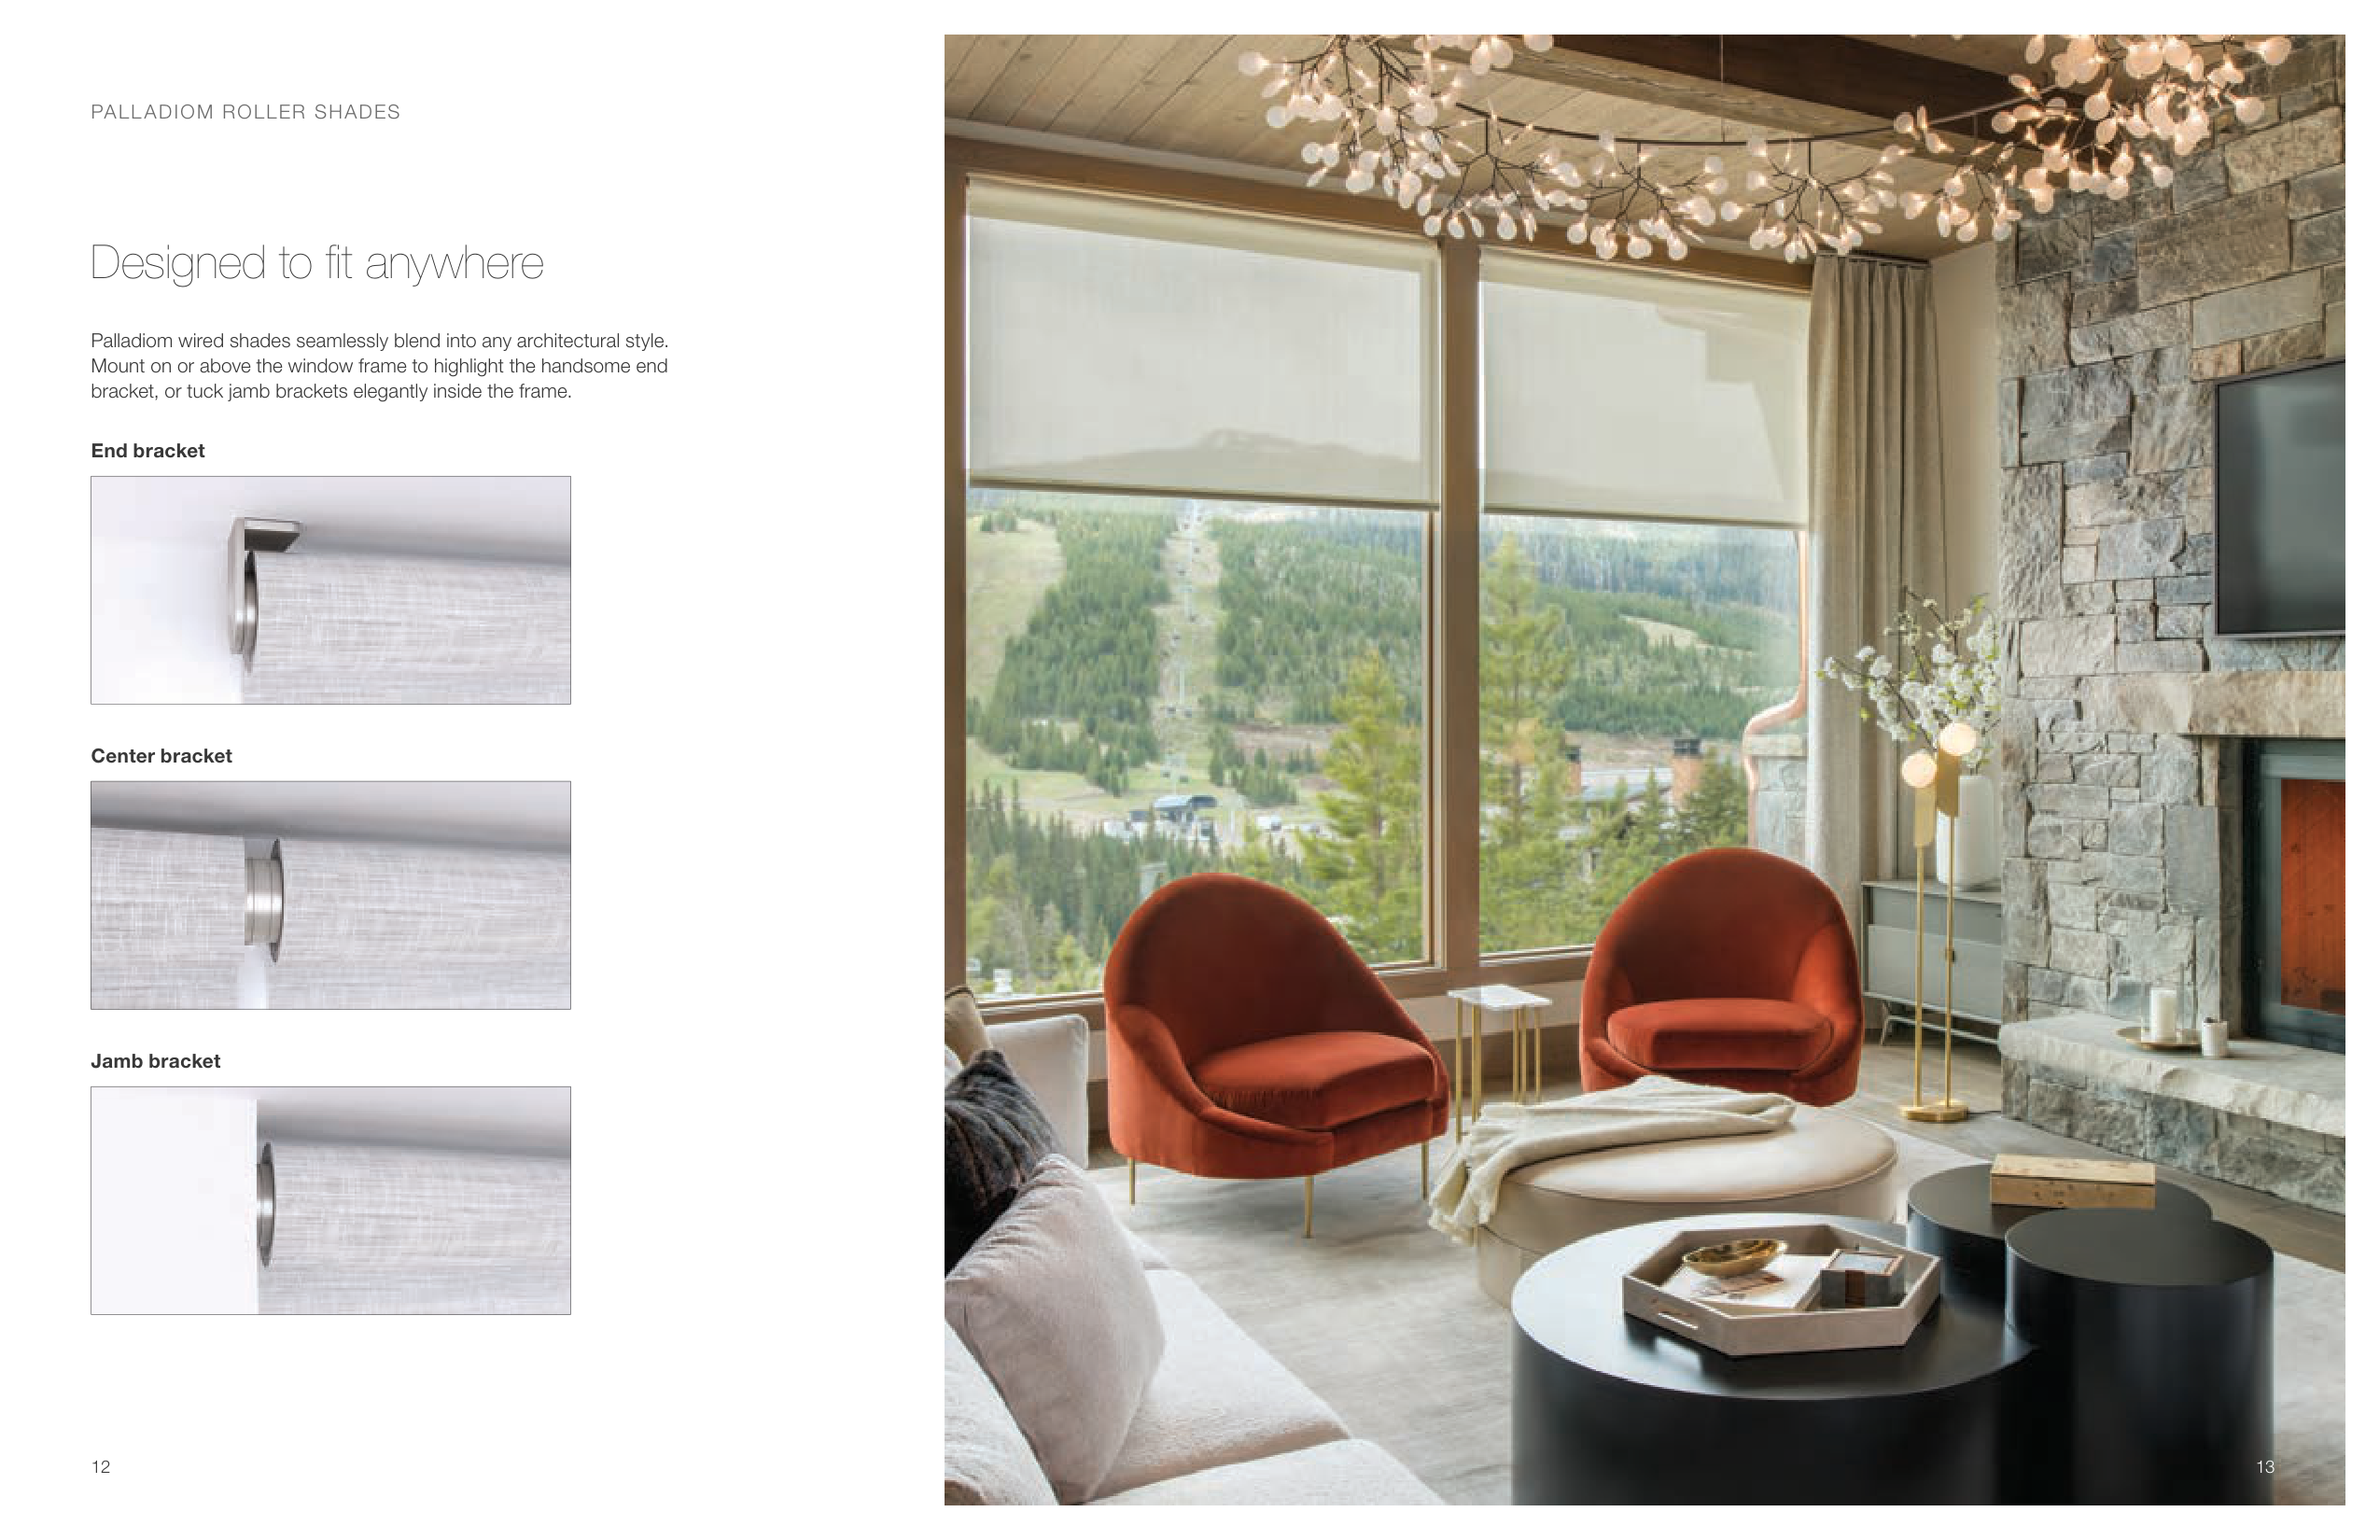 PALLADIOM ROLLER SHADES
Designed to fit anywhere
Palladiom wired shades seamlessly blend into any architectural style.
Mount on or above the window frame to highlight the handsome end
bracket, or tuck jamb brackets elegantly inside the frame.
End bracket
Center bracket
Jamb bracket
12
13